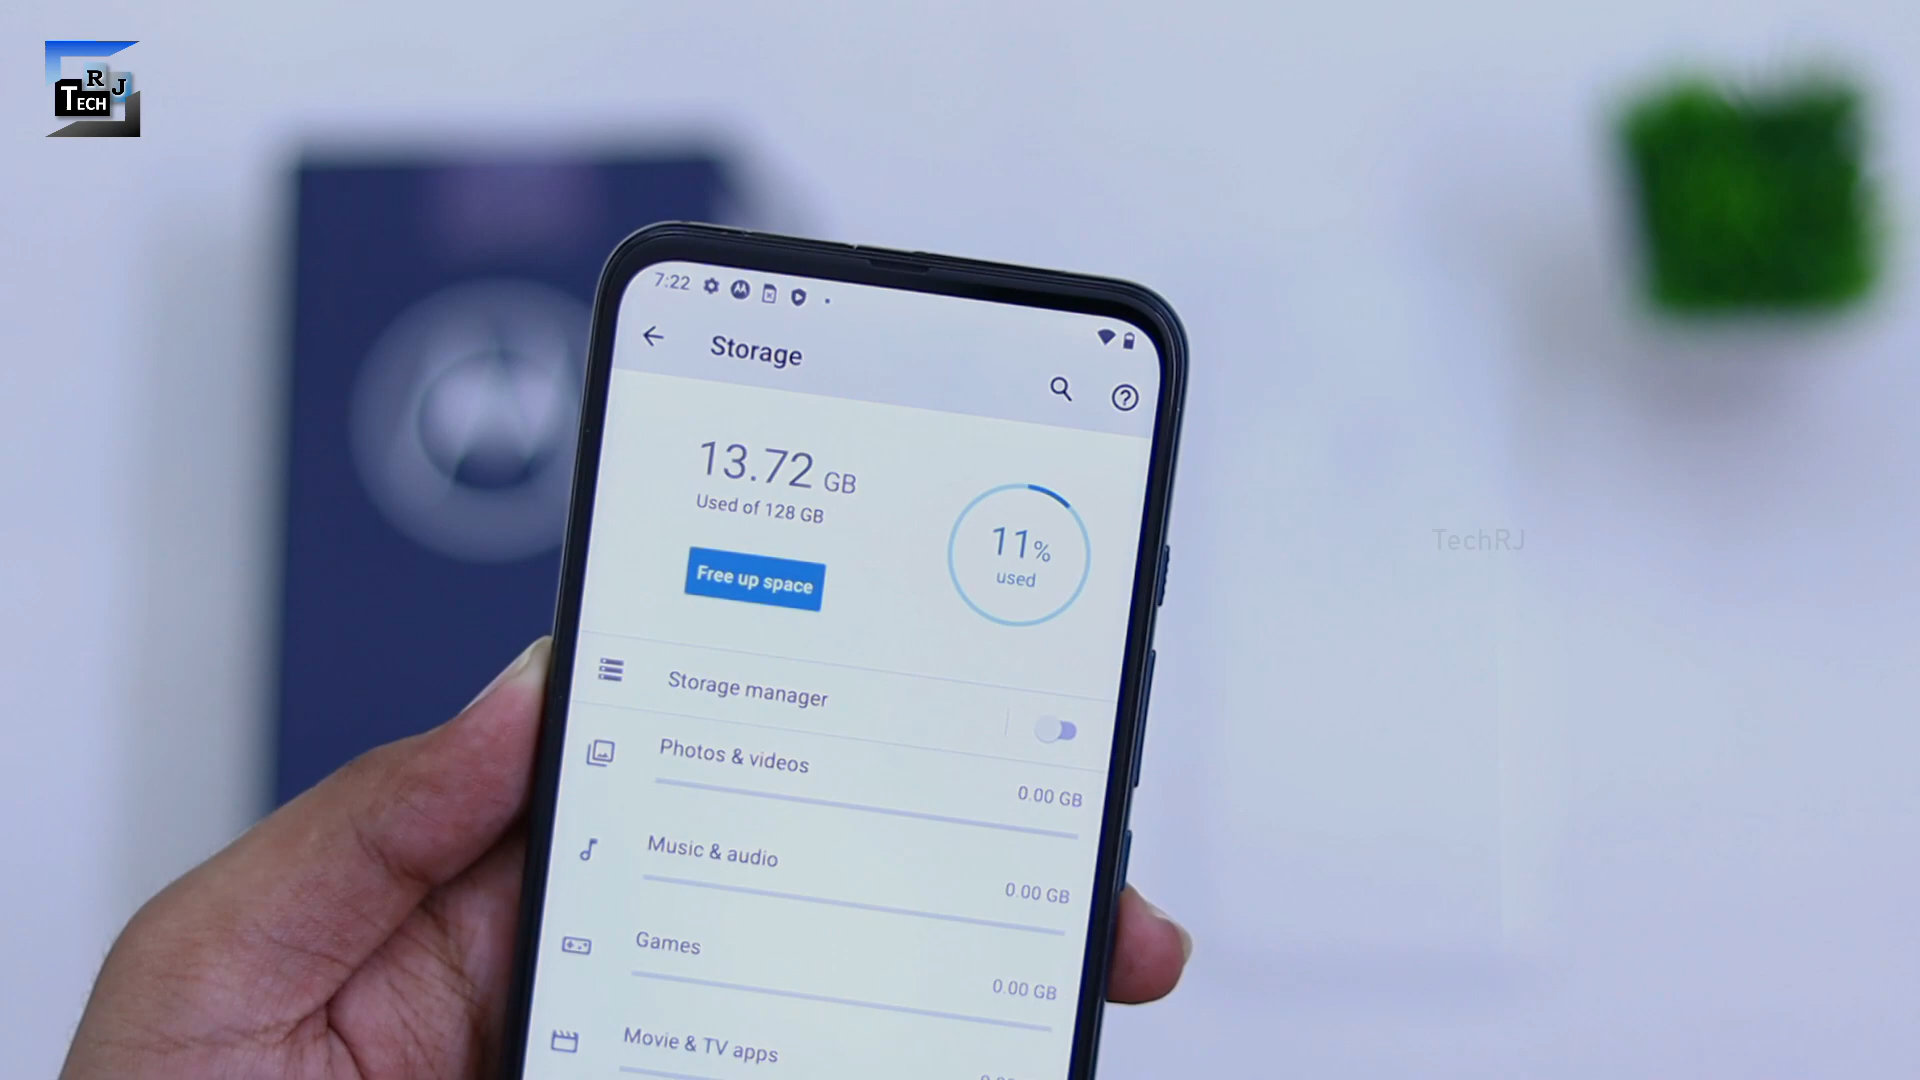 R
J
TECH
7:22
Storage
13.72 GB
Used of 128 GB
11%
used
Free up space
TechRJ
Storage manager
Photos & videos
0.00 GB
Music & audio
0.00 GB
Games
0.00 GB
Movie & TV apps